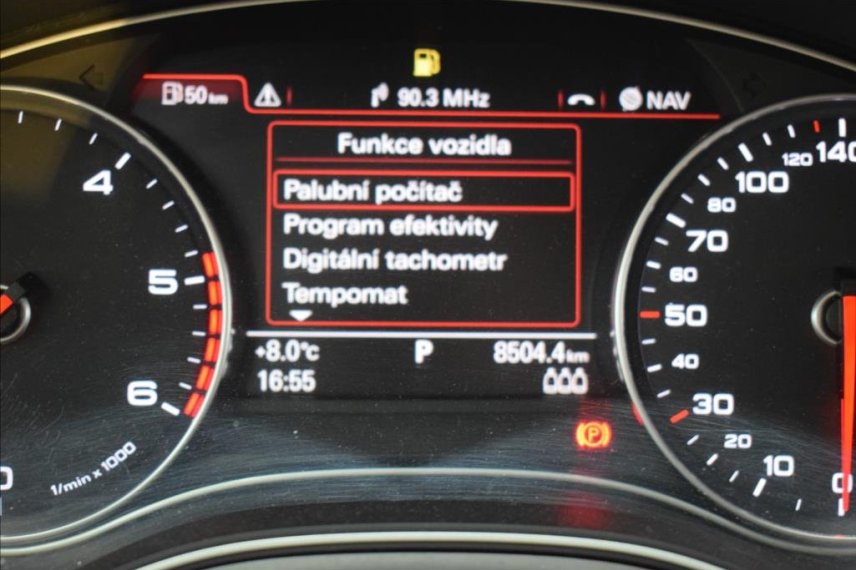 50 km
90.3 MHz
NAV
Funkce vozidla
Palubní počítač
Program efektivity
Digitální tachometr
Tempomat
+8.0°c P 8504.4 km
16:55
4
5
6
1/min x 1000
0
140
120
100
80
70
60
50
40
30
20
10
0
P